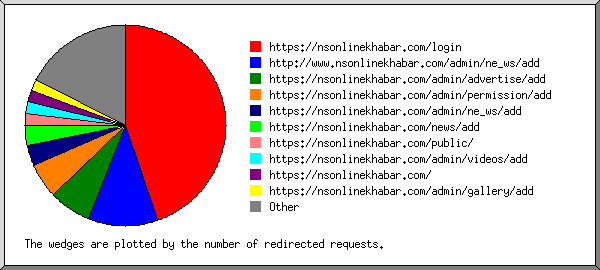 https://nsonlinekhabar.com/login
http://www.nsonlinekhabar.com/admin/ne_ws/add
https://nsonlinekhabar.com/admin/advertise/add
https://nsonlinekhabar.com/admin/permission/add
https://nsonlinekhabar.com/admin/ne_ws/add
https://nsonlinekhabar.com/news/add
https://nsonlinekhabar.com/public/
https://nsonlinekhabar.com/admin/videos/add
https://nsonlinekhabar.com/
https://nsonlinekhabar.com/admin/gallery/add
Other
The wedges are plotted by the number of redirected requests.